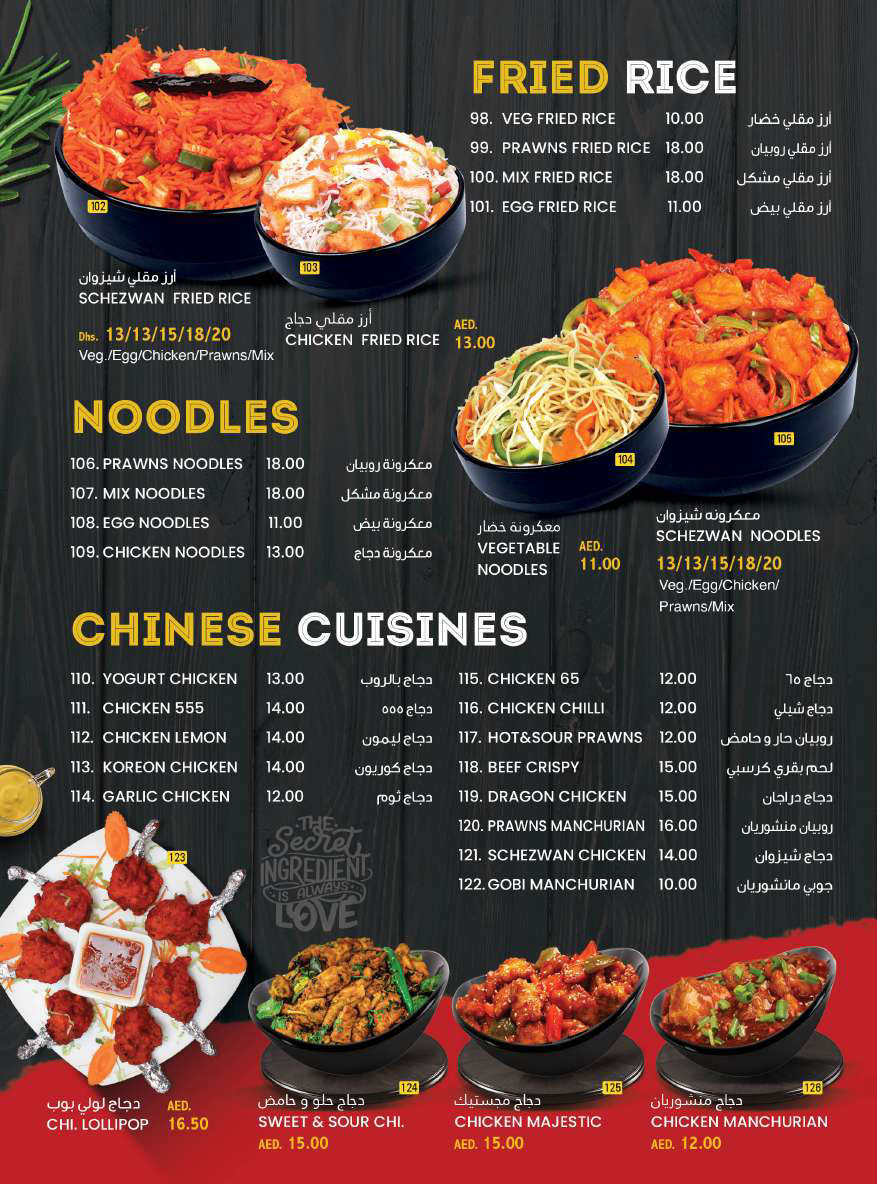 FRIED RICE
98. VEG FRIED RICE 10.00 أرز مقلي خضار
99. PRAWNS FRIED RICE 18.00 أرز مقلي روبيان
100. MIX FRIED RICE 18.00 أرز مقلي مشكل
101. EGG FRIED RICE 11.00 أرز مقلي بيض
102
103
أرز مقلي شيزوان
SCHEZWAN FRIED RICE
Dhs. 13/13/15/18/20
Veg./Egg/Chicken/Prawns/Mix
أرز مقلي دجاج
CHICKEN FRIED RICE
AED.
13.00
NOODLES
106. PRAWNS NOODLES 18.00 معكرونة روبيان
107. MIX NOODLES 18.00 معكرونة مشكل
108. EGG NOODLES 11.00 معكرونة بيض
109. CHICKEN NOODLES 13.00 معكرونة دجاج
104
105
معكرونة خضار
VEGETABLE
NOODLES
AED.
11.00
معكرونه شيزوان
SCHEZWAN NOODLES
13/13/15/18/20
Veg./Egg/Chicken/
Prawns/Mix
CHINESE CUISINES
110. YOGURT CHICKEN 13.00 دجاج بالروب
111. CHICKEN 555 14.00 دجاج ٥٥٥
112. CHICKEN LEMON 14.00 دجاج ليمون
113. KOREON CHICKEN 14.00 دجاج كوريون
114. GARLIC CHICKEN 12.00 دجاج ثوم
115. CHICKEN 65 12.00 دجاج ٦٥
116. CHICKEN CHILLI 12.00 دجاج شيلي
117. HOT&SOUR PRAWNS 12.00 روبيان حار و حامض
118. BEEF CRISPY 15.00 لحم بقري كرسبي
119. DRAGON CHICKEN 15.00 دجاج دراجان
120. PRAWNS MANCHURIAN 16.00 روبيان منشوريان
121. SCHEZWAN CHICKEN 14.00 دجاج شيزوان
122. GOBI MANCHURIAN 10.00 جوبي مانشوريان
THE
Secret
INGREDIENT
IS ALWAYS
LOVE
123
دجاج لولي بوب
CHI. LOLLIPOP
AED.
16.50
124
دجاج حلو و حامض
SWEET & SOUR CHI.
AED. 15.00
125
دجاج مجستيك
CHICKEN MAJESTIC
AED. 15.00
126
دجاج منشوريان
CHICKEN MANCHURIAN
AED. 12.00